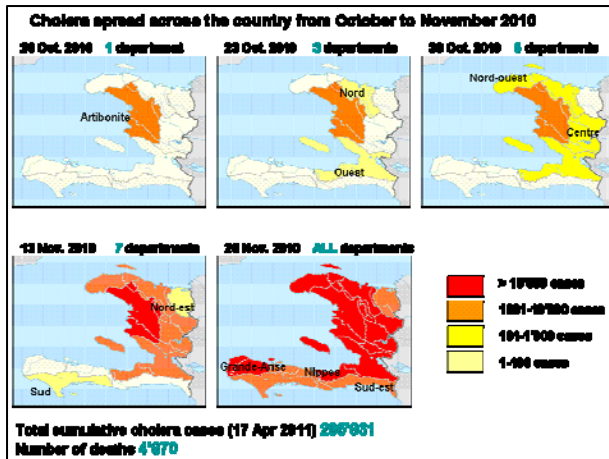 Cholera spread across the country from October to November 2010
20 Oct. 2010 1 department
23 Oct. 2010 3 departments
30 Oct. 2010 5 departments
Artibonite
Nord
Ouest
Nord-ouest
Centre
12 Nov. 2010 7 departments
20 Nov. 2010 ALL departments
Nord-est
Sud
Grande-Anse
Nippes
Sud-est
> 10'000 cases
1001-10'000 cases
101-1'000 cases
1-100 cases
Total cumulative cholera cases (17 Apr 2011)
Number of deaths 4'870